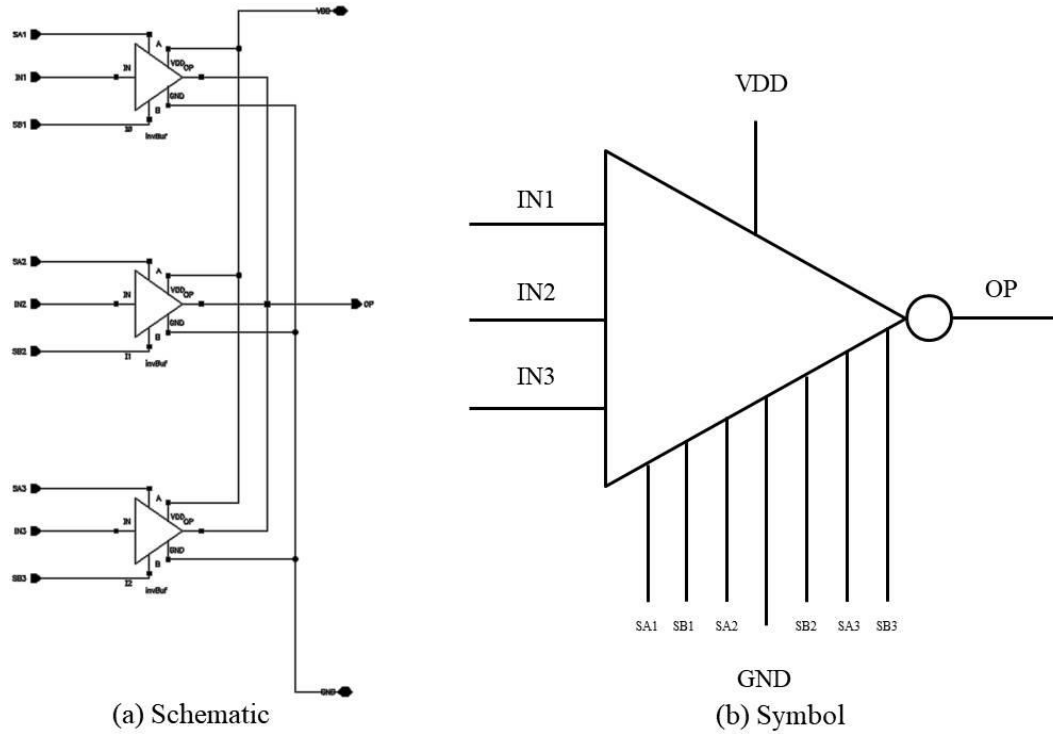 VDD
SA1
A
IN1
IN
VDD
OP
GND
SB1
B
I0
invBuf
SA2
A
IN2
IN
VDD
OP
GND
OP
SB2
B
I1
invBuf
SA3
A
IN3
IN
VDD
OP
GND
SB3
B
I2
invBuf
GND
(a) Schematic
VDD
IN1
IN2
IN3
OP
SA1 SB1 SA2 SB2 SA3 SB3
GND
(b) Symbol